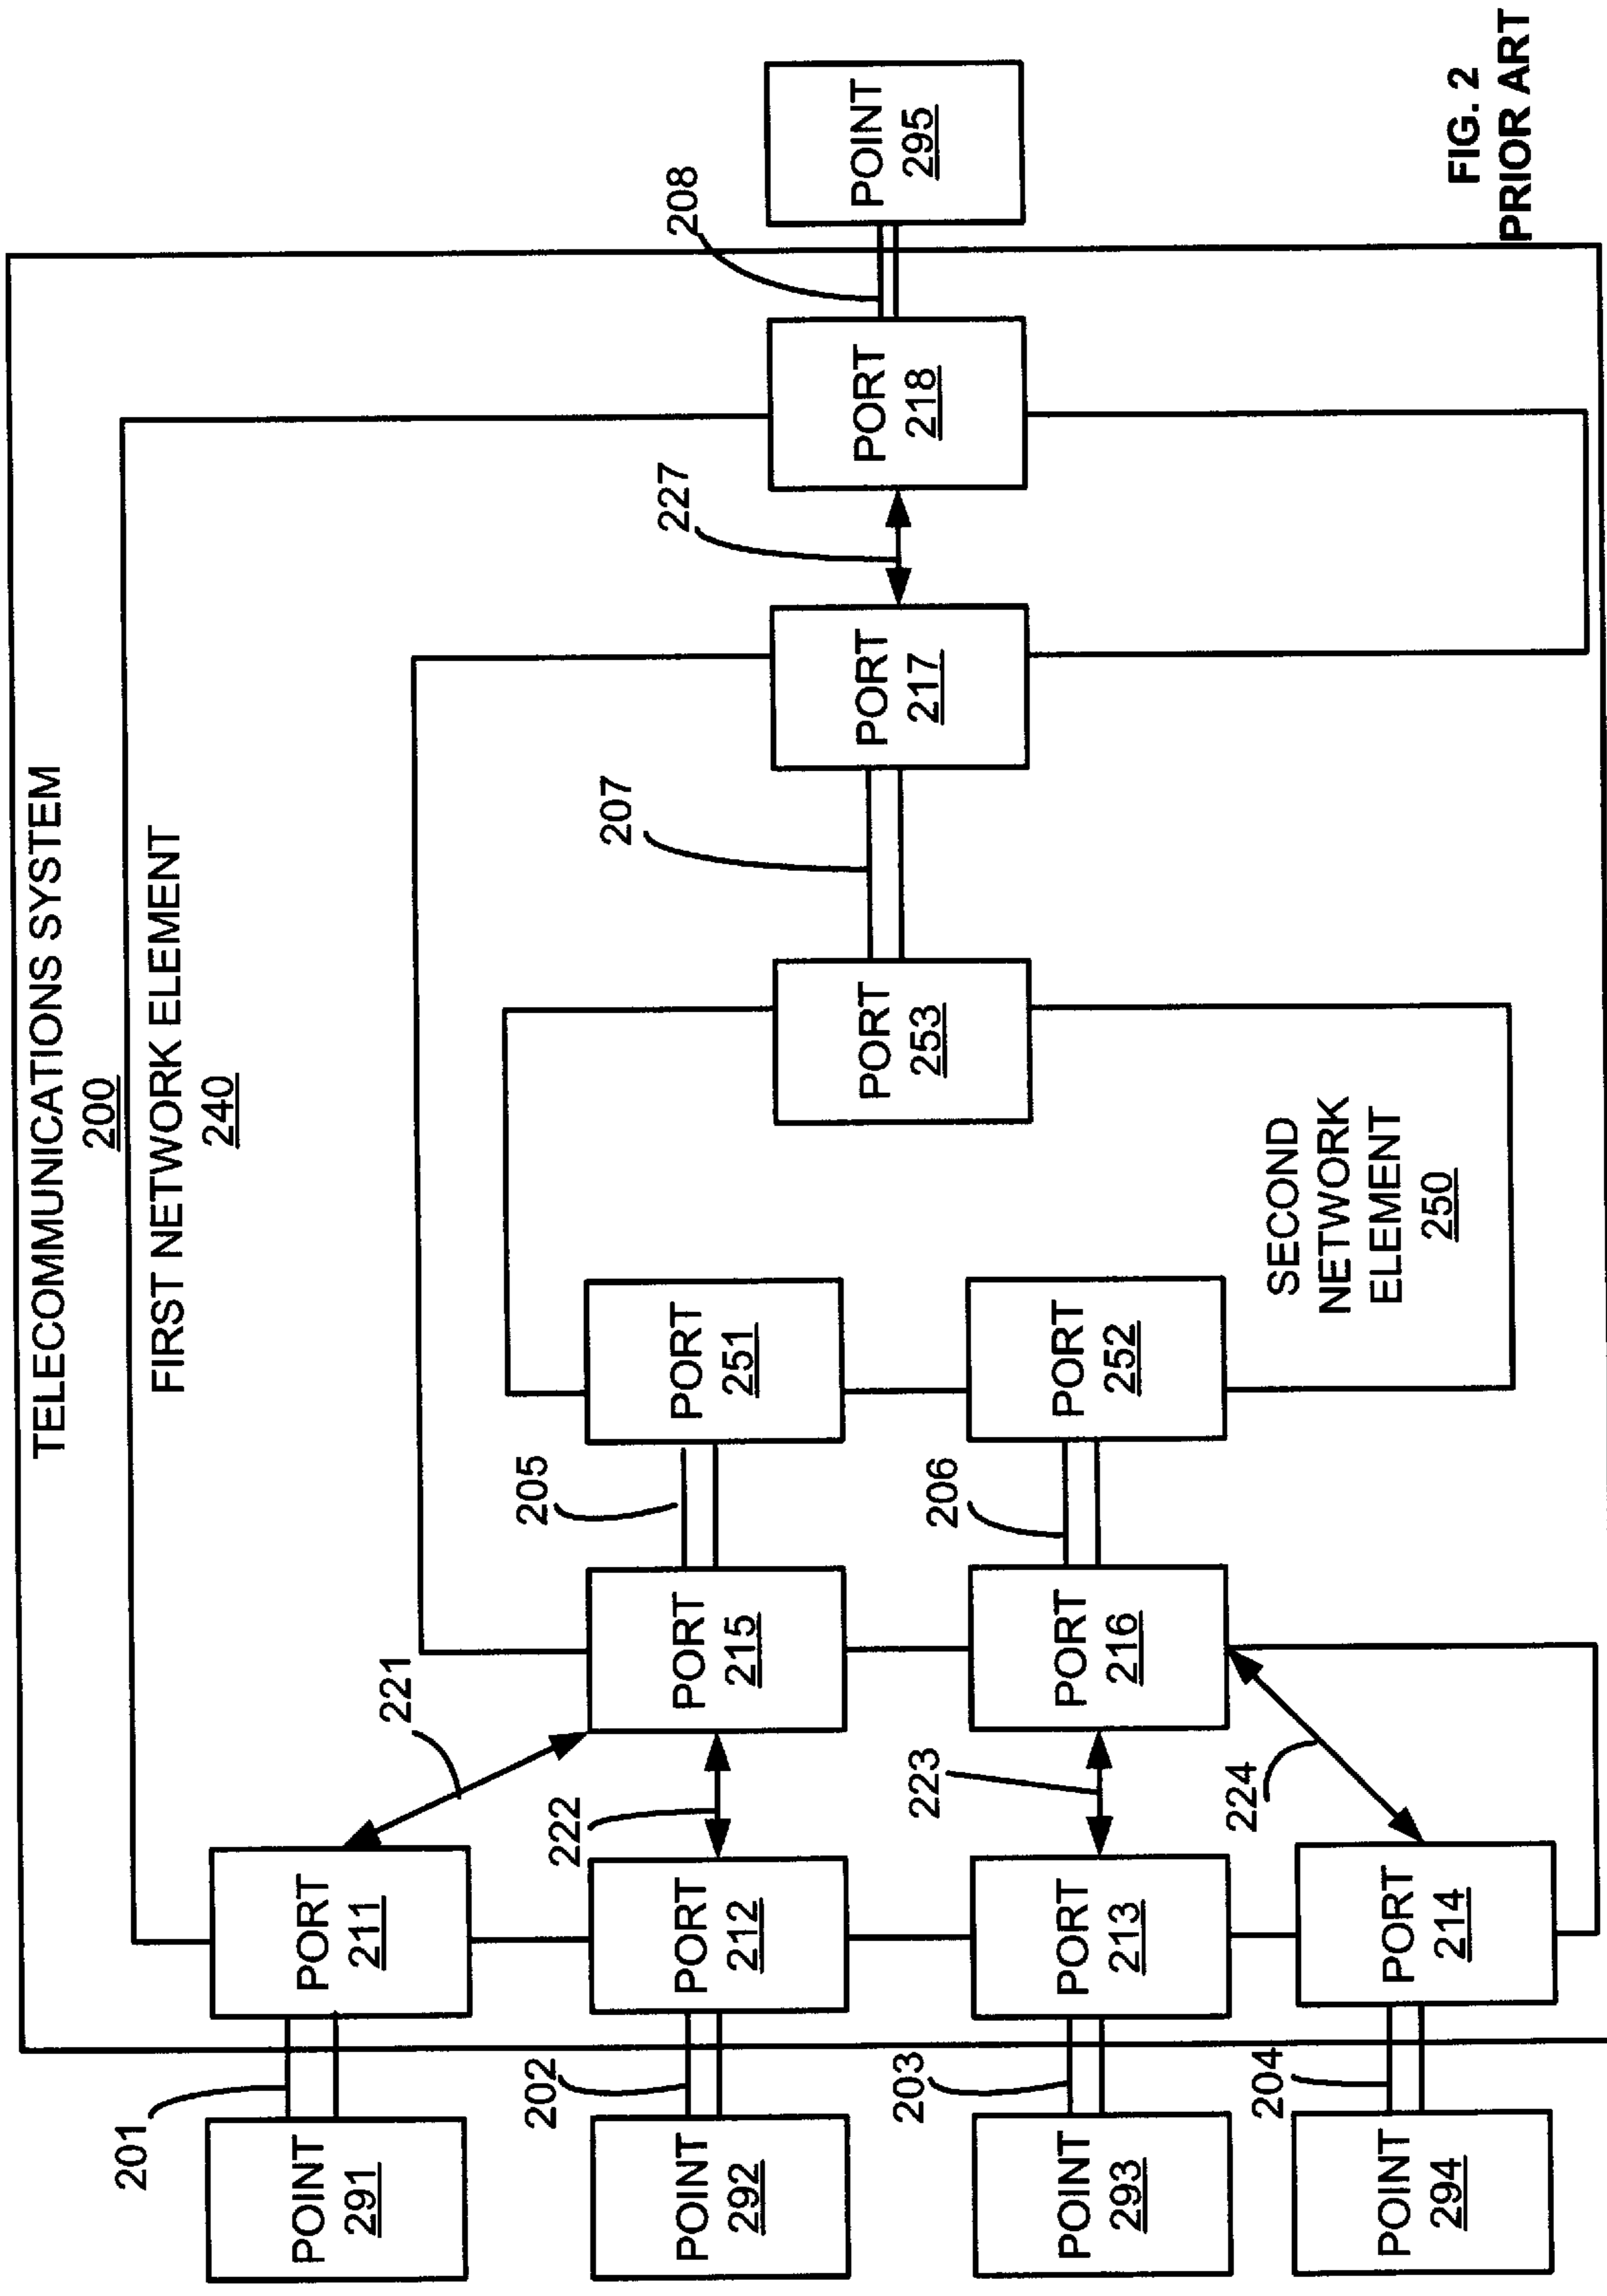 TELECOMMUNICATIONS SYSTEM
200
FIRST NETWORK ELEMENT
240
201
POINT
291
PORT
211
221
202
POINT
292
PORT
212
222
PORT
215
205
PORT
251
203
POINT
293
PORT
213
223
PORT
216
206
PORT
252
204
POINT
294
PORT
214
224
SECOND
NETWORK
ELEMENT
250
PORT
253
207
PORT
217
227
PORT
218
208
POINT
295
FIG. 2
PRIOR ART